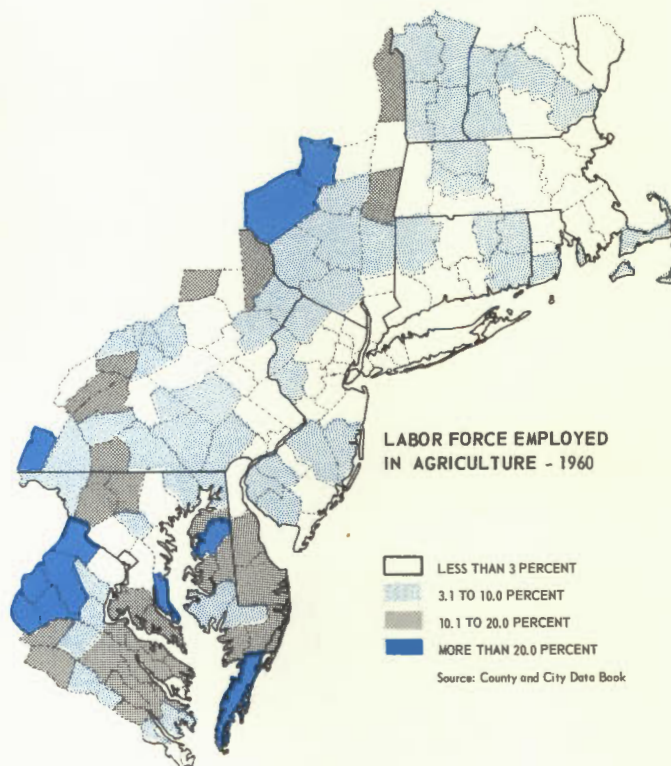 LABOR FORCE EMPLOYED
IN AGRICULTURE - 1960
LESS THAN 3 PERCENT
3.1 TO 10.0 PERCENT
10.1 TO 20.0 PERCENT
MORE THAN 20.0 PERCENT
Source: County and City Data Book